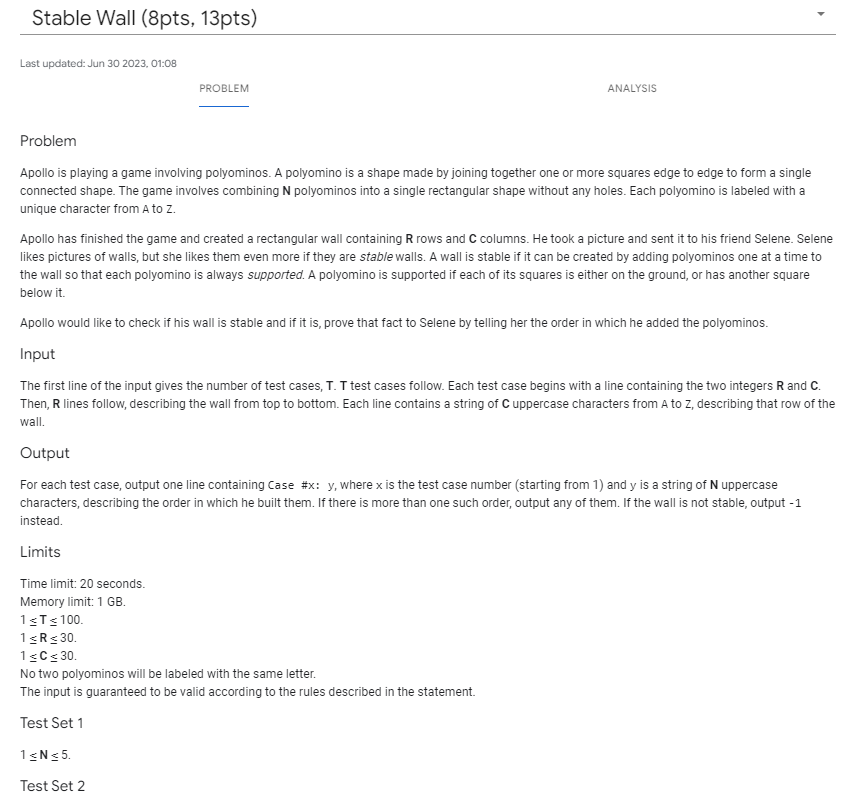 Stable Wall (8pts, 13pts)
Last updated: Jun 30 2023, 01:08
PROBLEM
ANALYSIS
Problem
Apollo is playing a game involving polyominos. A polyomino is a shape made by joining together one or more squares edge to edge to form a single
connected shape. The game involves combining N polyominos into a single rectangular shape without any holes. Each polyomino is labeled with a
unique character from A to Z.
Apollo has finished the game and created a rectangular wall containing R rows and C columns. He took a picture and sent it to his friend Selene. Selene
likes pictures of walls, but she likes them even more if they are stable walls. A wall is stable if it can be created by adding polyominos one at a time to
the wall so that each polyomino is always supported. A polyomino is supported if each of its squares is either on the ground, or has another square
below it.
Apollo would like to check if his wall is stable and if it is, prove that fact to Selene by telling her the order in which he added the polyominos.
Input
The first line of the input gives the number of test cases, T. T test cases follow. Each test case begins with a line containing the two integers R and C.
Then, R lines follow, describing the wall from top to bottom. Each line contains a string of C uppercase characters from A to Z, describing that row of the
wall.
Output
For each test case, output one line containing Case #x: y, where x is the test case number (starting from 1) and y is a string of N uppercase
characters, describing the order in which he built them. If there is more than one such order, output any of them. If the wall is not stable, output -1
instead.
Limits
Time limit: 20 seconds.
Memory limit: 1 GB.
1 ≤ T ≤ 100.
1 ≤ R ≤ 30.
1 ≤ C ≤ 30.
No two polyominos will be labeled with the same letter.
The input is guaranteed to be valid according to the rules described in the statement.
Test Set 1
1 ≤ N ≤ 5.
Test Set 2